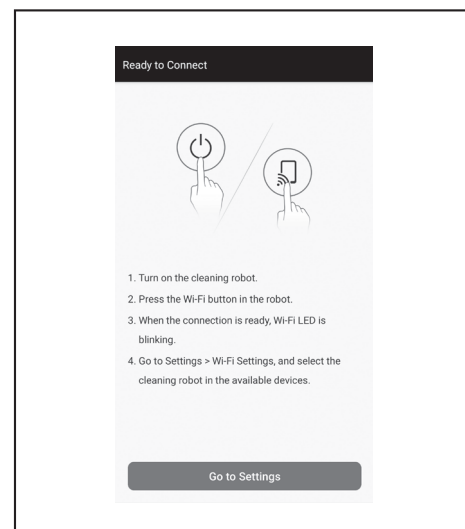 Ready to Connect
1. Turn on the cleaning robot.
2. Press the Wi-Fi button in the robot.
3. When the connection is ready, Wi-Fi LED is
blinking.
4. Go to Settings > Wi-Fi Settings, and select the
cleaning robot in the available devices.
Go to Settings